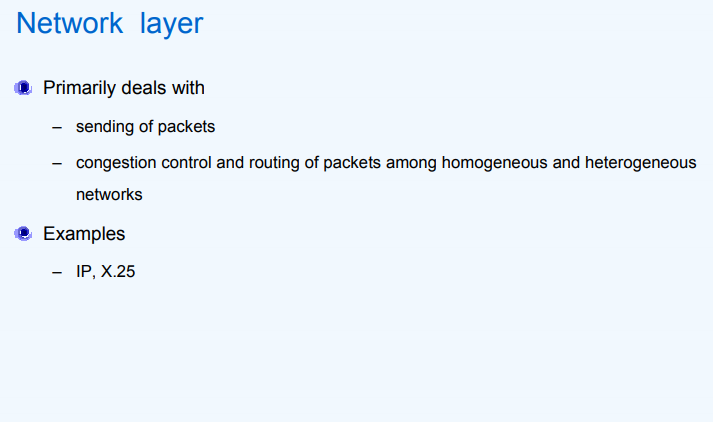 Network layer
Primarily deals with
– sending of packets
– congestion control and routing of packets among homogeneous and heterogeneous
networks
Examples
– IP, X.25